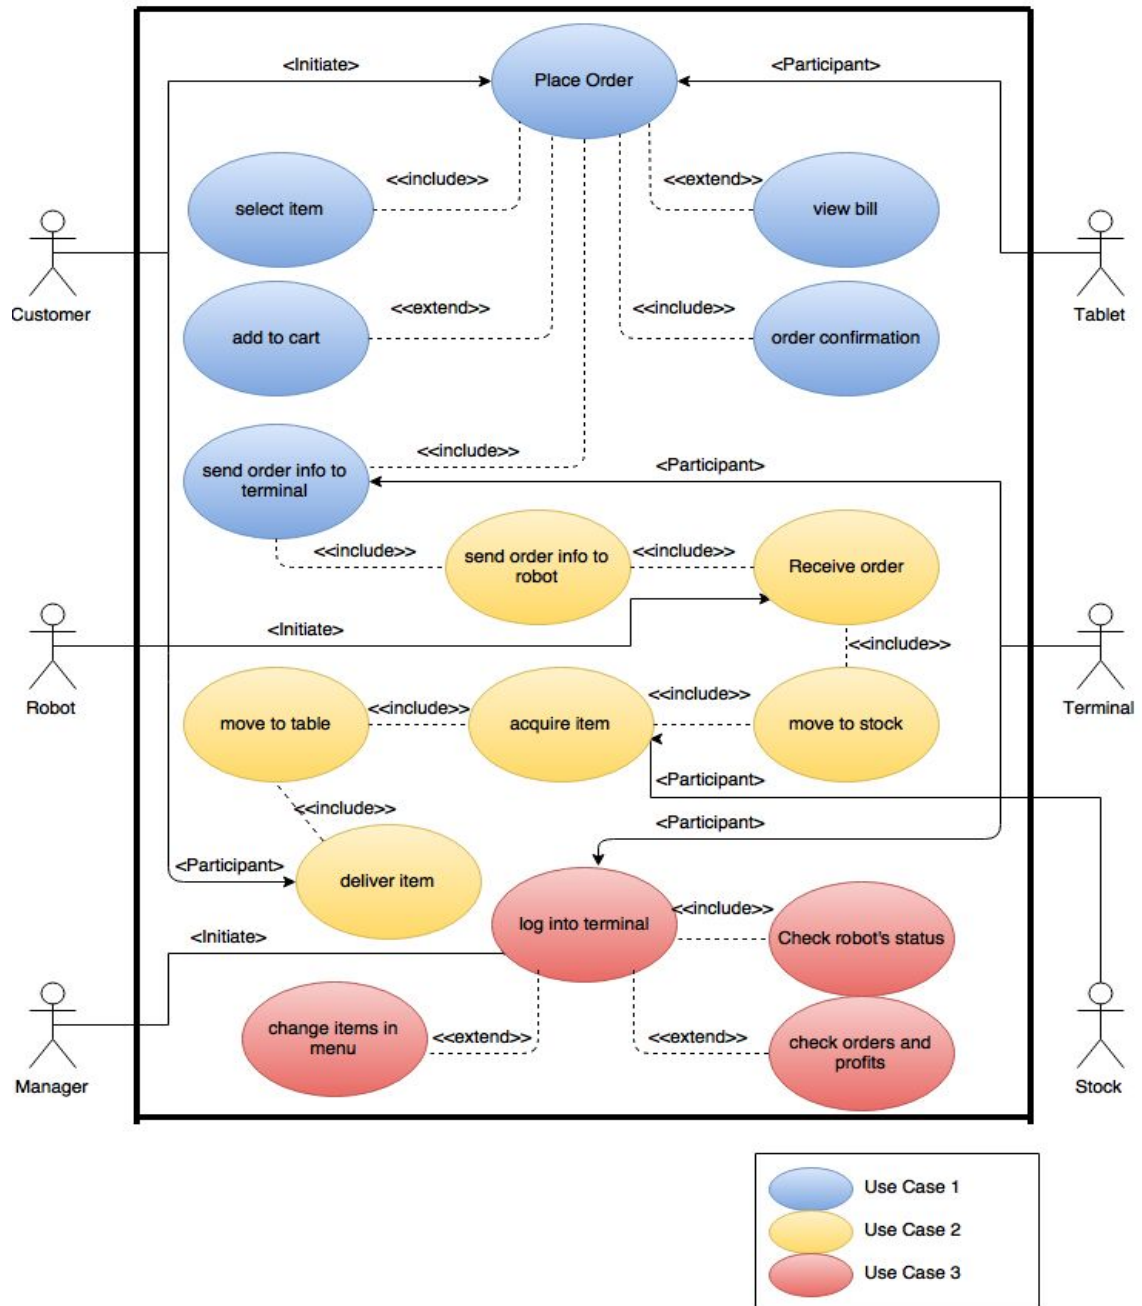 <Initiate>
Place Order
<Participant>
<<include>>
<<extend>>
select item
view bill
Customer
Tablet
<<extend>>
<<include>>
add to cart
order confirmation
<<include>>
<Participant>
send order info to
terminal
<<include>>
send order info to
robot
<<include>>
Receive order
<Initiate>
<<include>>
Robot
Terminal
move to table
<<include>>
acquire item
<<include>>
move to stock
<Participant>
<<include>>
<Participant>
<Participant>
deliver item
log into terminal
<<include>>
Check robot's status
<Initiate>
change items in
menu
<<extend>>
<<extend>>
check orders and
profits
Manager
Stock
Use Case 1
Use Case 2
Use Case 3